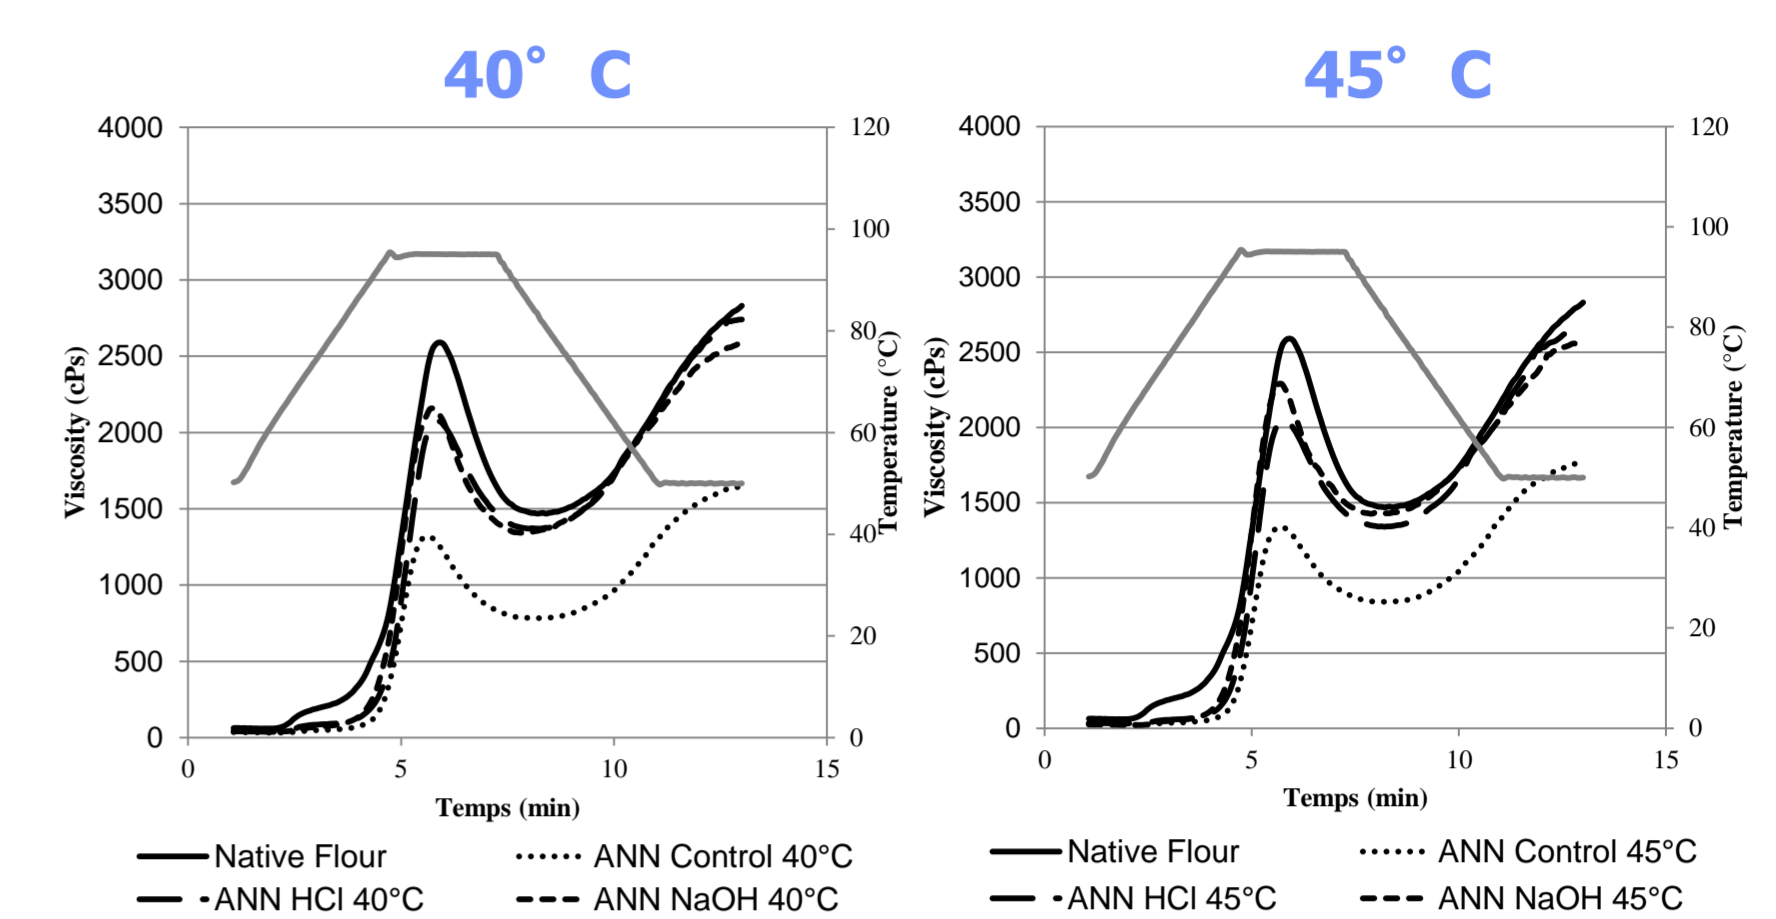 40° C
4000
3500
3000
2500
2000
1500
1000
500
0
Viscosity (cPs)
120
100
80
60
40
20
0
Temperature (°C)
0 5 10 15
Temps (min)
Native Flour ANN Control 40°C
ANN HCl 40°C ANN NaOH 40°C
45° C
4000
3500
3000
2500
2000
1500
1000
500
0
Viscosity (cPs)
120
100
80
60
40
20
0
Temperature (°C)
0 5 10 15
Temps (min)
Native Flour ANN Control 45°C
ANN HCl 45°C ANN NaOH 45°C